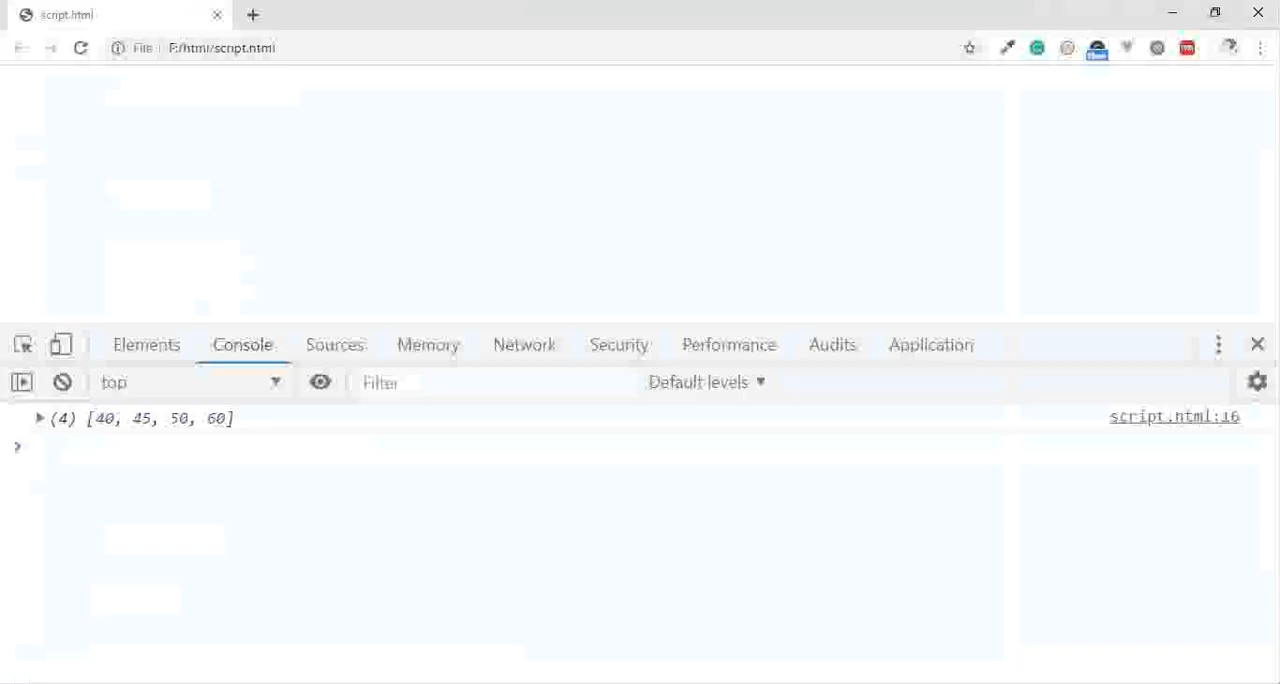 script.html
File F:/html/script.html
Elements Console Sources Memory Network Security Performance Audits Application
top Filter Default levels
(4) [40, 45, 50, 60] script.html:16